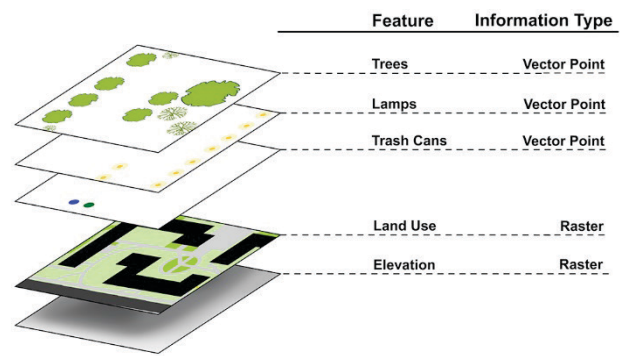 Feature Information Type
Trees Vector Point
Lamps Vector Point
Trash Cans Vector Point
Land Use Raster
Elevation Raster